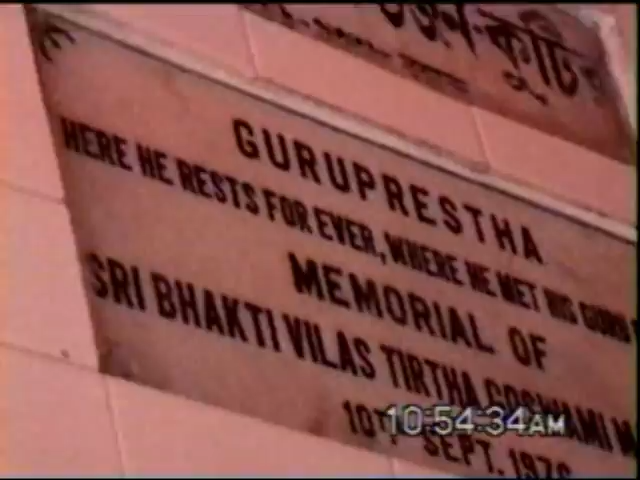 GURUPRESTHA
HERE HE RESTS FOR EVER, WHERE HE MET HIS GURU
MEMORIAL OF
SRI BHAKTI VILAS TIRTHA GOSWAMI
10TH SEPT. 1976
10:54:34AM